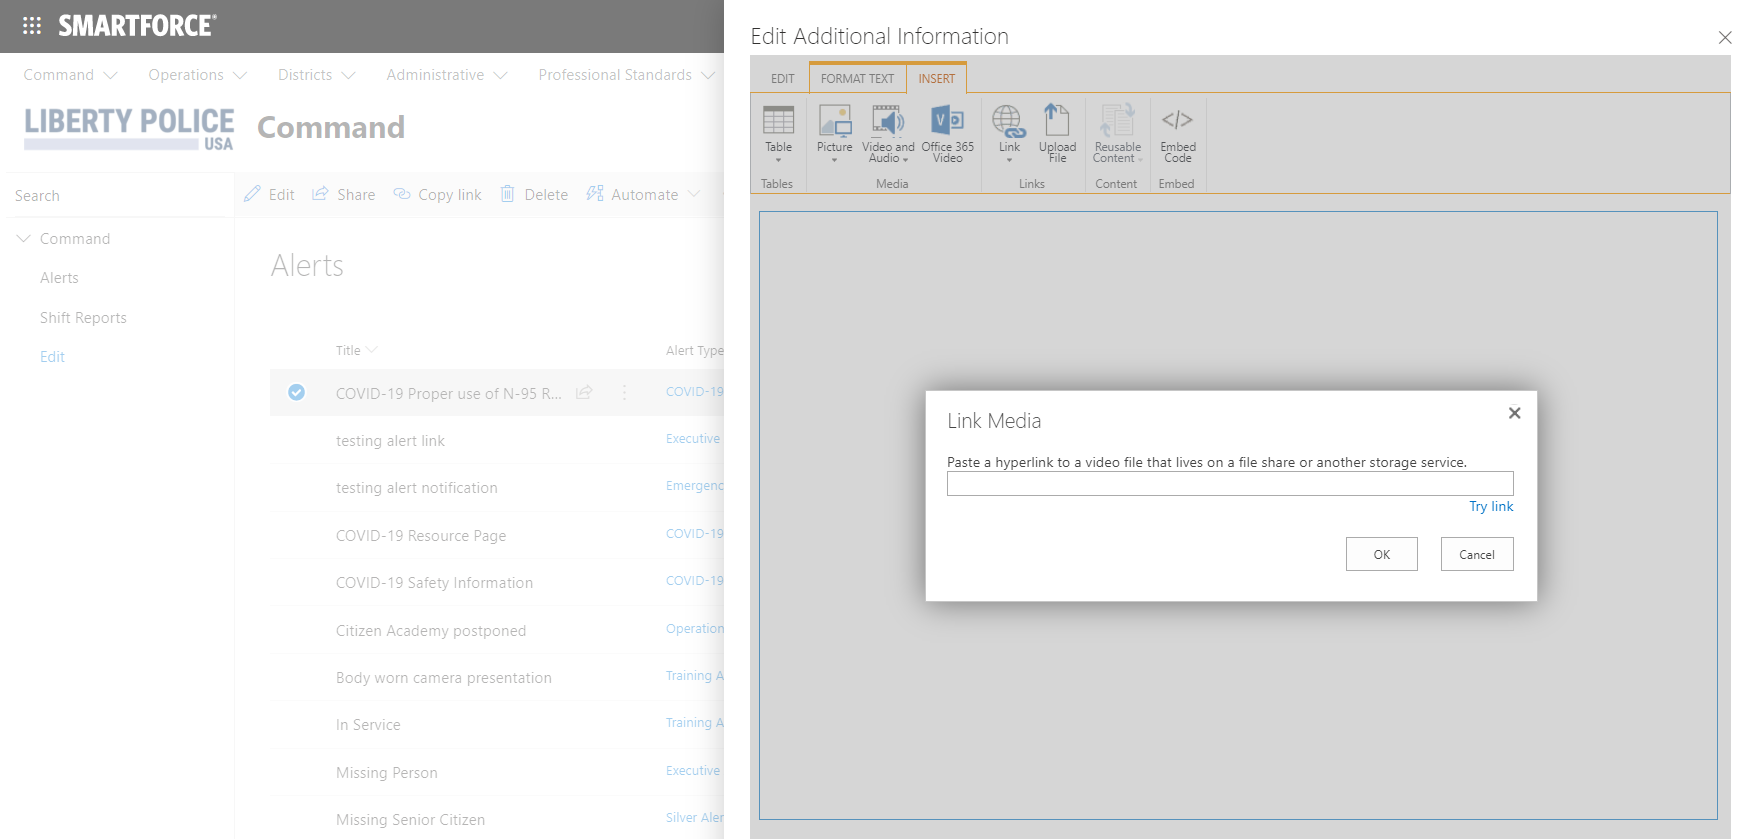 SMARTFORCE®
Command Operations Districts Administrative Professional Standards
LIBERTY POLICE
USA
Command
Search
Edit Share Copy link Delete Automate
Command
Alerts
Shift Reports
Edit
Alerts
Title Alert Type
COVID-19 Proper use of N-95 R... COVID-19
testing alert link Executive
testing alert notification Emergenc
COVID-19 Resource Page COVID-19
COVID-19 Safety Information COVID-19
Citizen Academy postponed Operation
Body worn camera presentation Training A
In Service Training A
Missing Person Executive
Missing Senior Citizen Silver Aler
Edit Additional Information
EDIT FORMAT TEXT INSERT
Table Picture Video and Audio Office 365 Video Link Upload File Reusable Content Embed Code
Tables Media Links Content Embed
Link Media
Paste a hyperlink to a video file that lives on a file share or another storage service.
Try link
OK Cancel